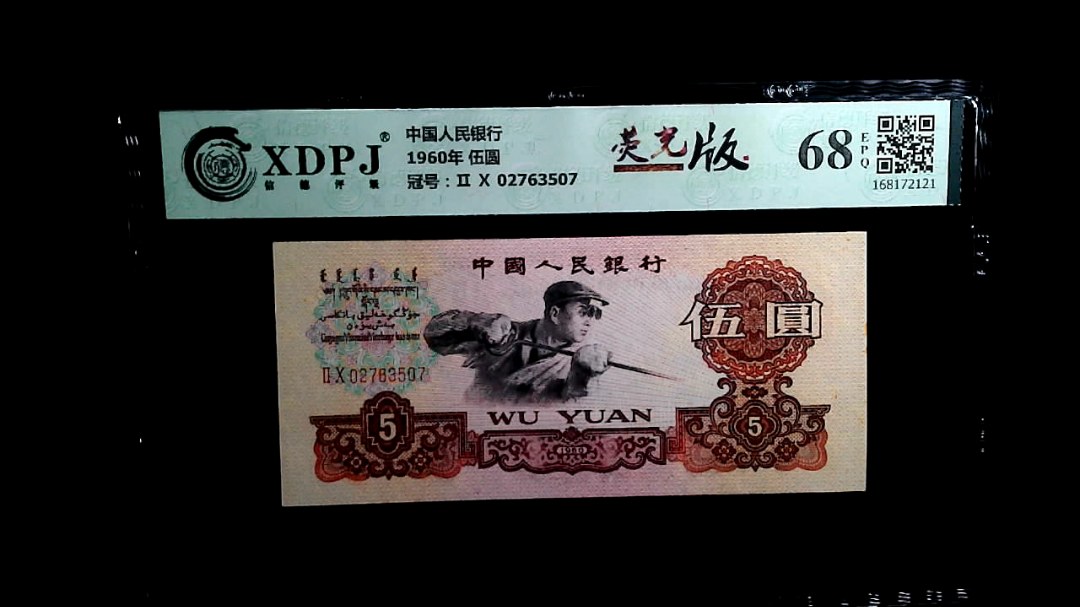 XDPJ®
信德评级
中国人民银行
1960年 伍圆
冠号：II X 02763507
荧光版
68
EPQ
168172121
中國人民銀行
伍圓
II X 02763507
WU YUAN
5
1960
5